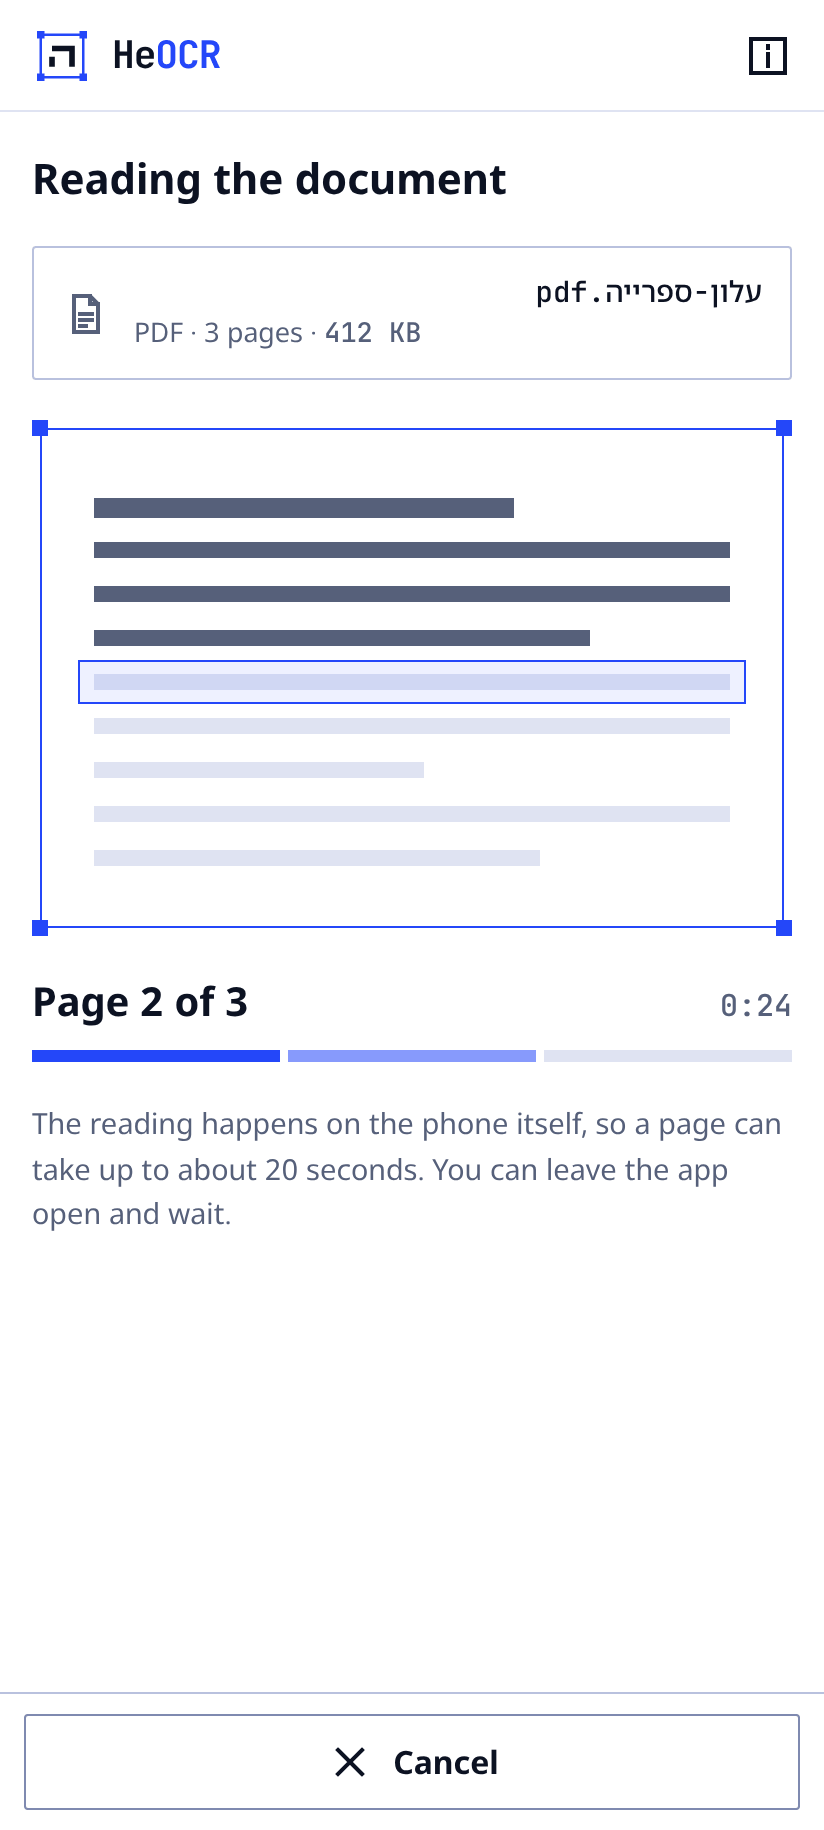 ה HeOCR
Reading the document
עלון-ספרייה.pdf
PDF · 3 pages · 412 KB
Page 2 of 3
0:24
The reading happens on the phone itself, so a page can
take up to about 20 seconds. You can leave the app
open and wait.
Cancel